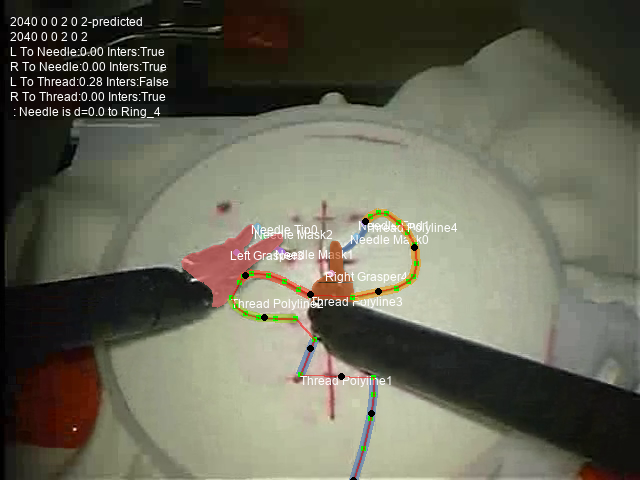 2040 0 0 2 0 2-predicted
2040 0 0 2 0 2
L To Needle:0.00 Inters:True
R To Needle:0.00 Inters:True
L To Thread:0.28 Inters:False
R To Thread:0.00 Inters:True
: Needle is d=0.0 to Ring_4
Needle Tip0
Thread Polyline4
Needle Mask2
Needle Mask0
Left Grasper3
Needle Mask1
Right Grasper4
Thread Polyline2
Thread Polyline3
Thread Polyline1